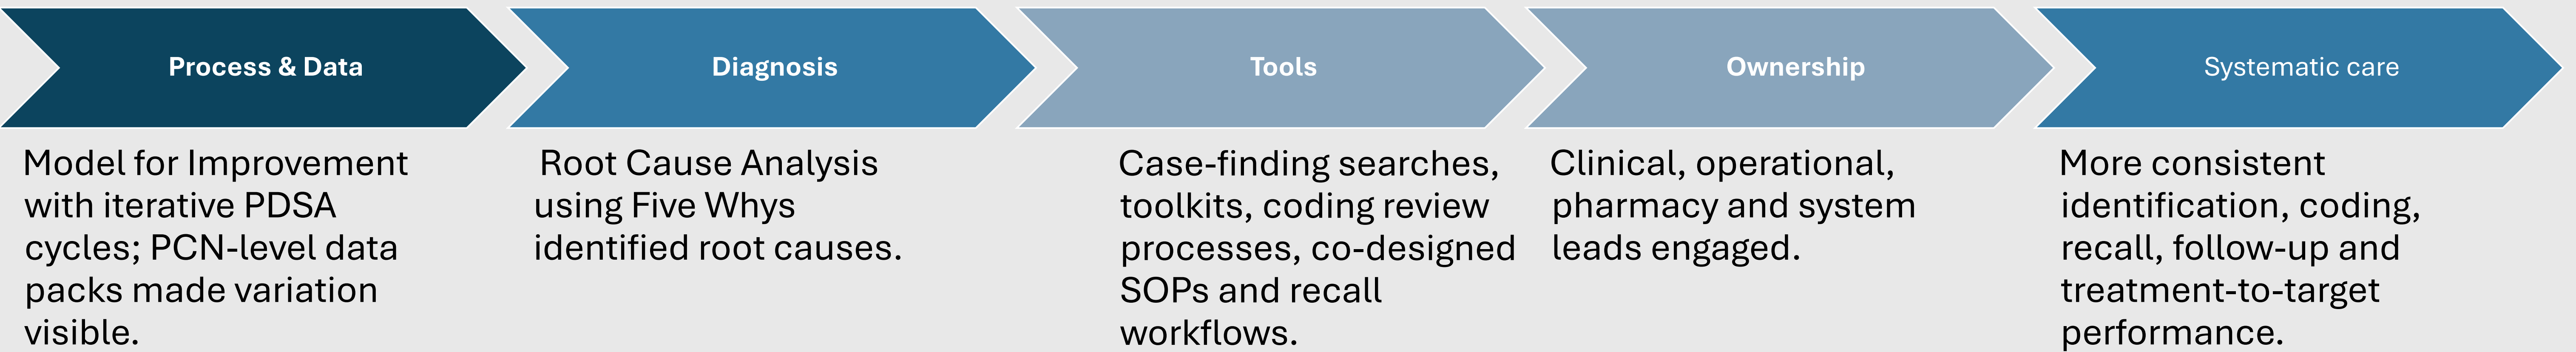 Process & Data
Model for Improvement
with iterative PDSA
cycles; PCN-level data
packs made variation
visible.
Diagnosis
Root Cause Analysis
using Five Whys
identified root causes.
Tools
Case-finding searches,
toolkits, coding review
processes, co-designed
SOPs and recall
workflows.
Ownership
Clinical, operational,
pharmacy and system
leads engaged.
Systematic care
More consistent
identification, coding,
recall, follow-up and
treatment-to-target
performance.